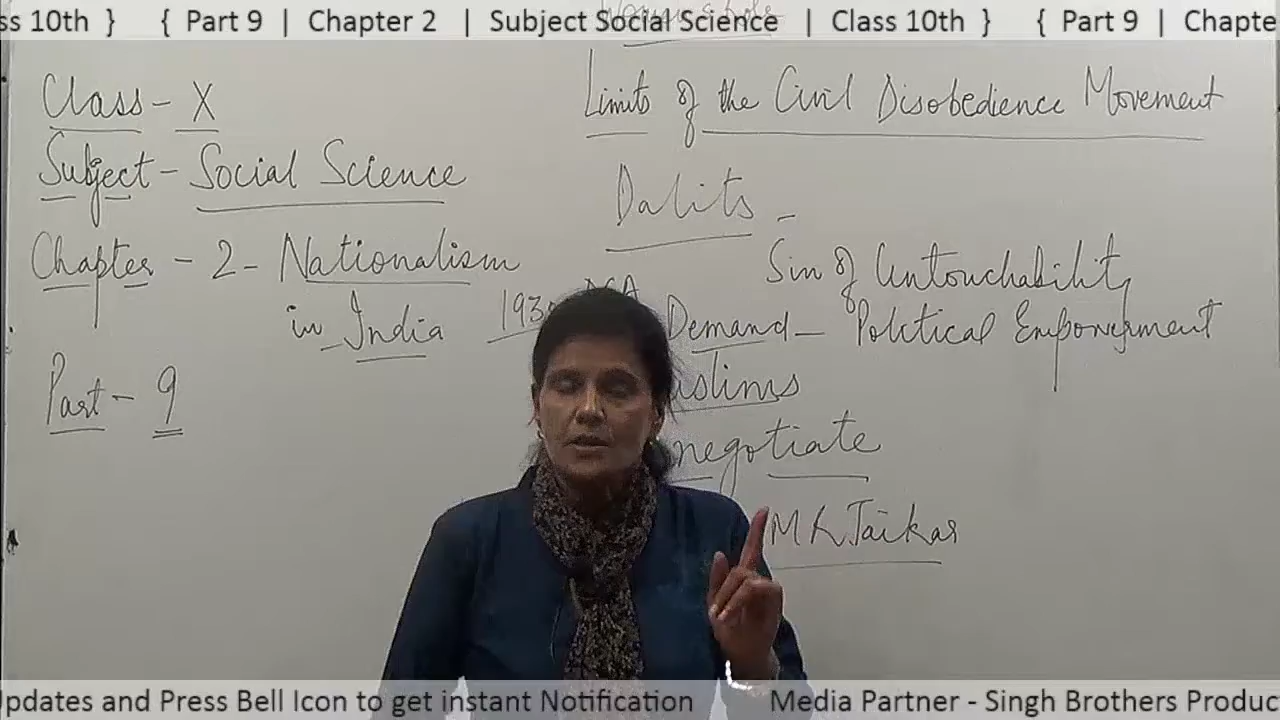 ss 10th } { Part 9 | Chapter 2 | Subject Social Science | Class 10th } { Part 9 | Chapte
Class - X
Subject - Social Science
Chapter - 2 - Nationalism
in India
Part - 9
Limits of the Civil Disobedience Movement
Dalits -
Sin of Untouchability
Demand - Political Empowerment
uslims
negotiate
M R Jaikar
Updates and Press Bell Icon to get instant Notification Media Partner - Singh Brothers Produc